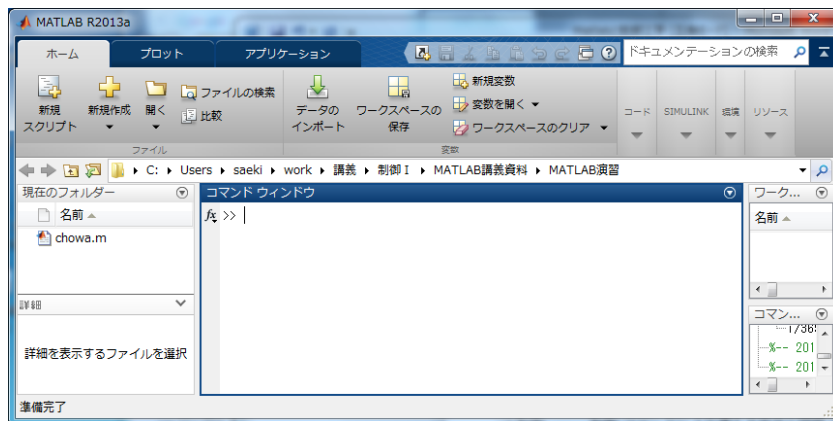 MATLAB R2013a
ホーム プロット アプリケーション ドキュメンテーションの検索
新規 スクリプト
新規作成
開く
ファイルの検索
比較
ファイル
データの インポート
ワークスペースの 保存
新規変数
変数を開く
ワークスペースのクリア
変数
コード
SIMULINK
環境
リソース
C: Users saeki work 講義 制御 I MATLAB講義資料 MATLAB演習
現在のフォルダー
名前
chowa.m
詳細
詳細を表示するファイルを選択
コマンド ウィンドウ
fx >>
ワーク...
名前
コマン...
%-- 201
%-- 201
準備完了